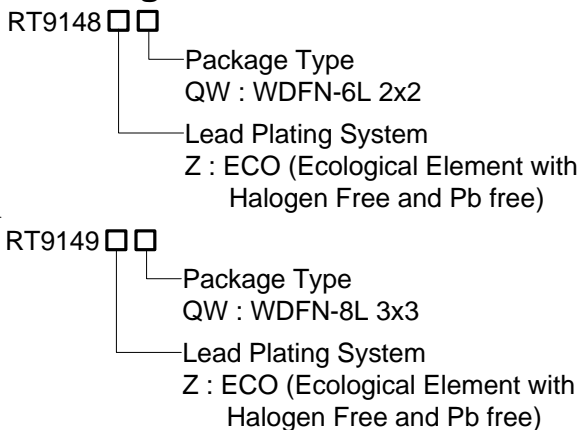 RT9148
Package Type
QW : WDFN-6L 2x2
Lead Plating System
Z : ECO (Ecological Element with
Halogen Free and Pb free)
RT9149
Package Type
QW : WDFN-8L 3x3
Lead Plating System
Z : ECO (Ecological Element with
Halogen Free and Pb free)